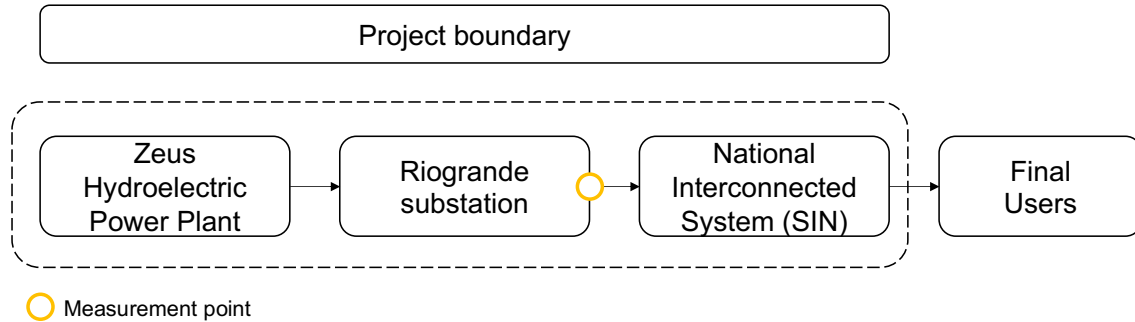 Project boundary
Zeus
Hydroelectric
Power Plant
Riogrande
substation
National
Interconnected
System (SIN)
Final
Users
Measurement point